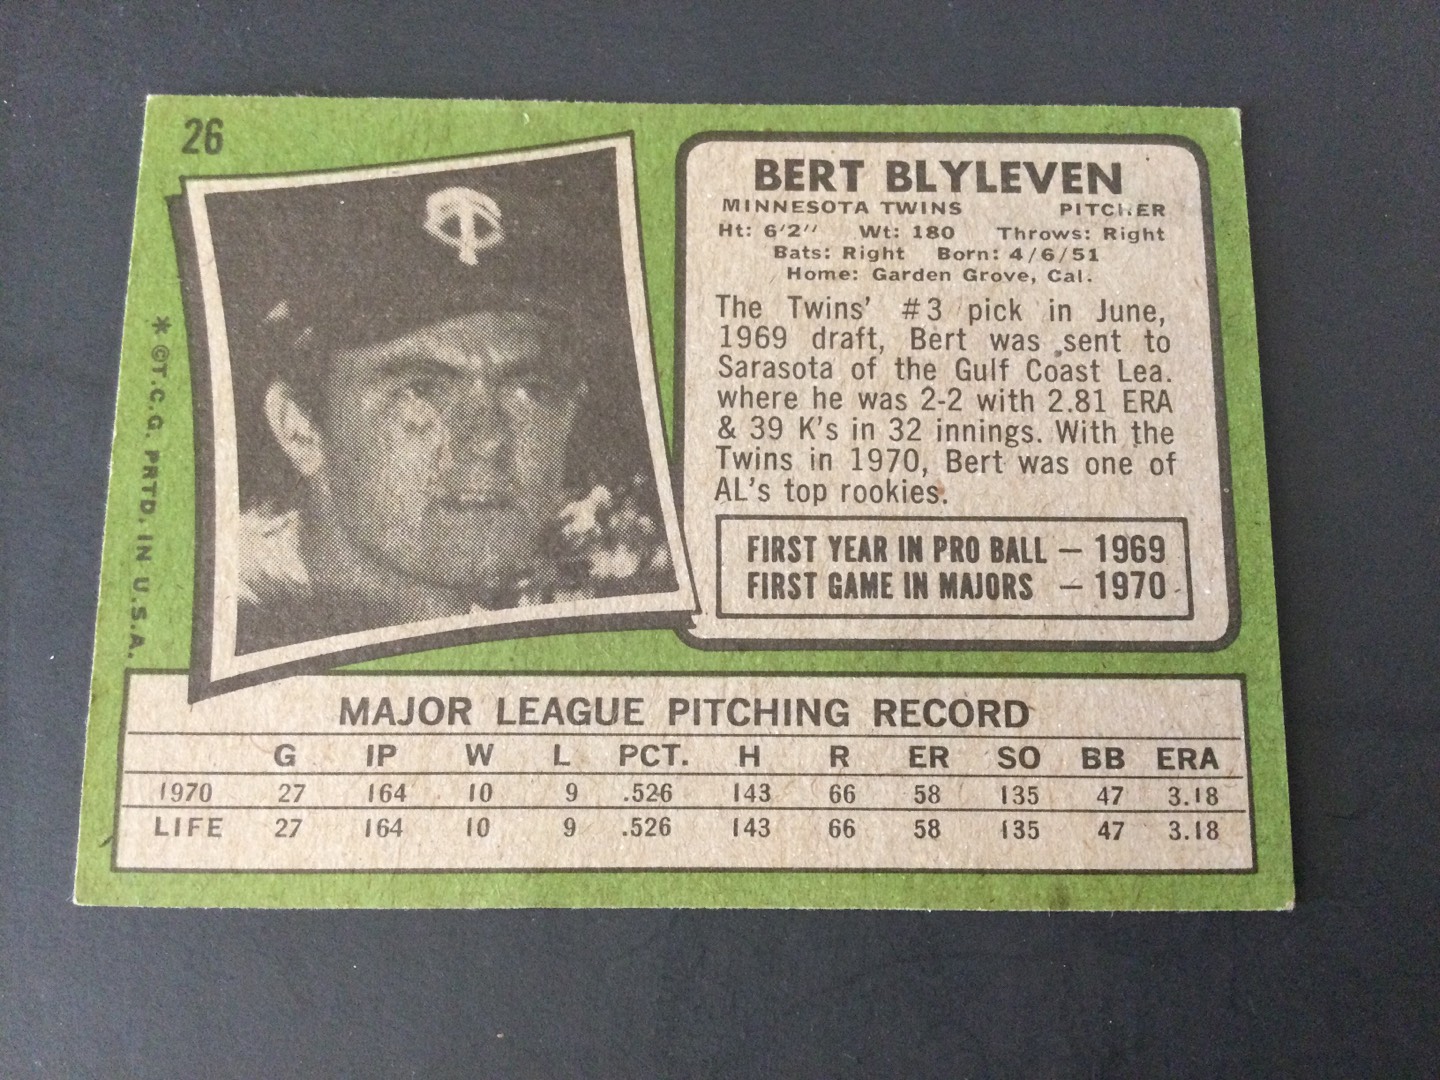 26
BERT BLYLEVEN
MINNESOTA TWINS PITCHER
Ht: 6'2" Wt: 180 Throws: Right
Bats: Right Born: 4/6/51
Home: Garden Grove, Cal.
The Twins' #3 pick in June,
1969 draft, Bert was sent to
Sarasota of the Gulf Coast Lea.
where he was 2-2 with 2.81 ERA
& 39 K's in 32 innings. With the
Twins in 1970, Bert was one of
AL's top rookies.
FIRST YEAR IN PRO BALL — 1969
FIRST GAME IN MAJORS — 1970
* ©T.C.G. PRTD. IN U.S.A.
MAJOR LEAGUE PITCHING RECORD
G IP W L PCT. H R ER SO BB ERA
1970 27 164 10 9 .526 143 66 58 135 47 3.18
LIFE 27 164 10 9 .526 143 66 58 135 47 3.18